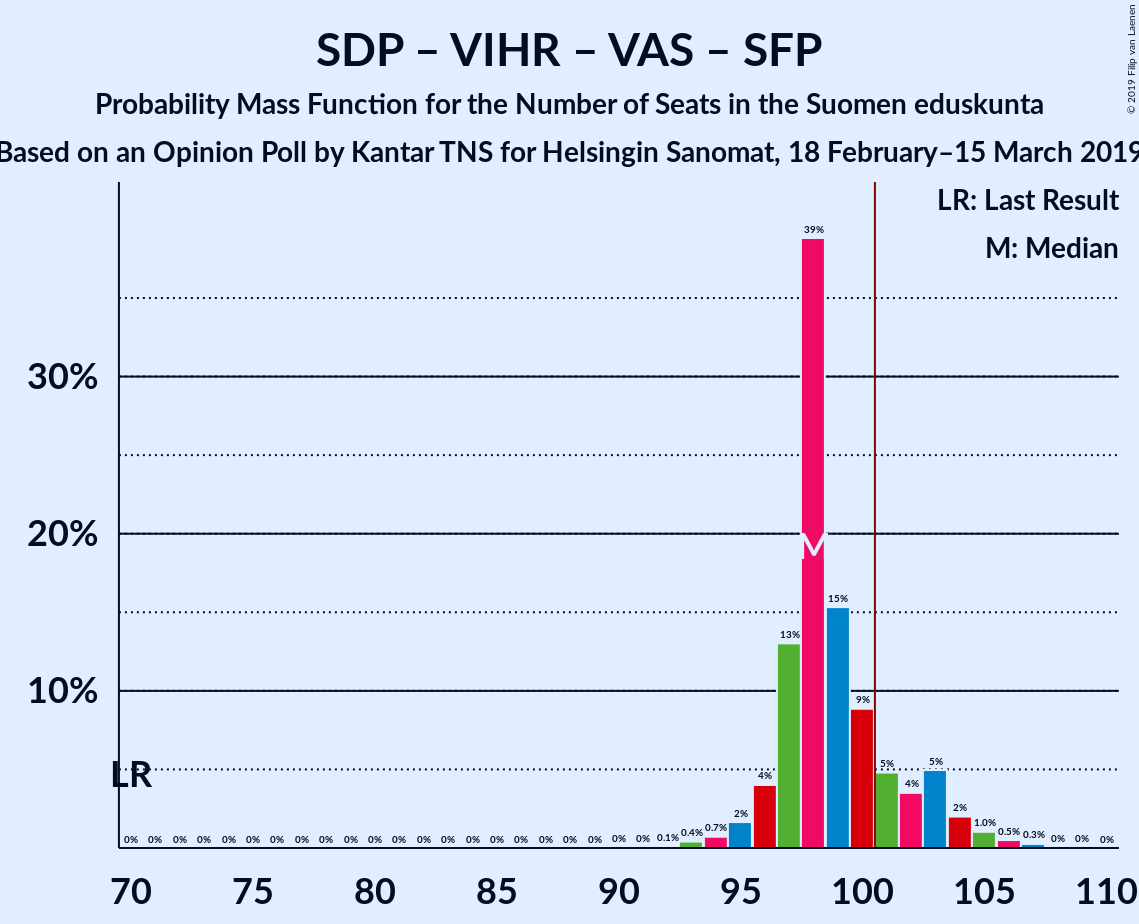 SDP – VIHR – VAS – SFP
Probability Mass Function for the Number of Seats in the Suomen eduskunta
Based on an Opinion Poll by Kantar TNS for Helsingin Sanomat, 18 February–15 March 2019
© 2019 Filip van Laenen
LR: Last Result
M: Median
39%
30%
20%
M
15%
13%
10%
9%
LR
4%
5%
4%
5%
2%
2%
0% 0% 0% 0% 0% 0% 0% 0% 0% 0% 0% 0% 0% 0% 0% 0% 0% 0% 0% 0% 0% 0% 0.1% 0.4% 0.7% 1.0% 0.5% 0.3% 0% 0% 0%
70 75 80 85 90 95 100 105 110